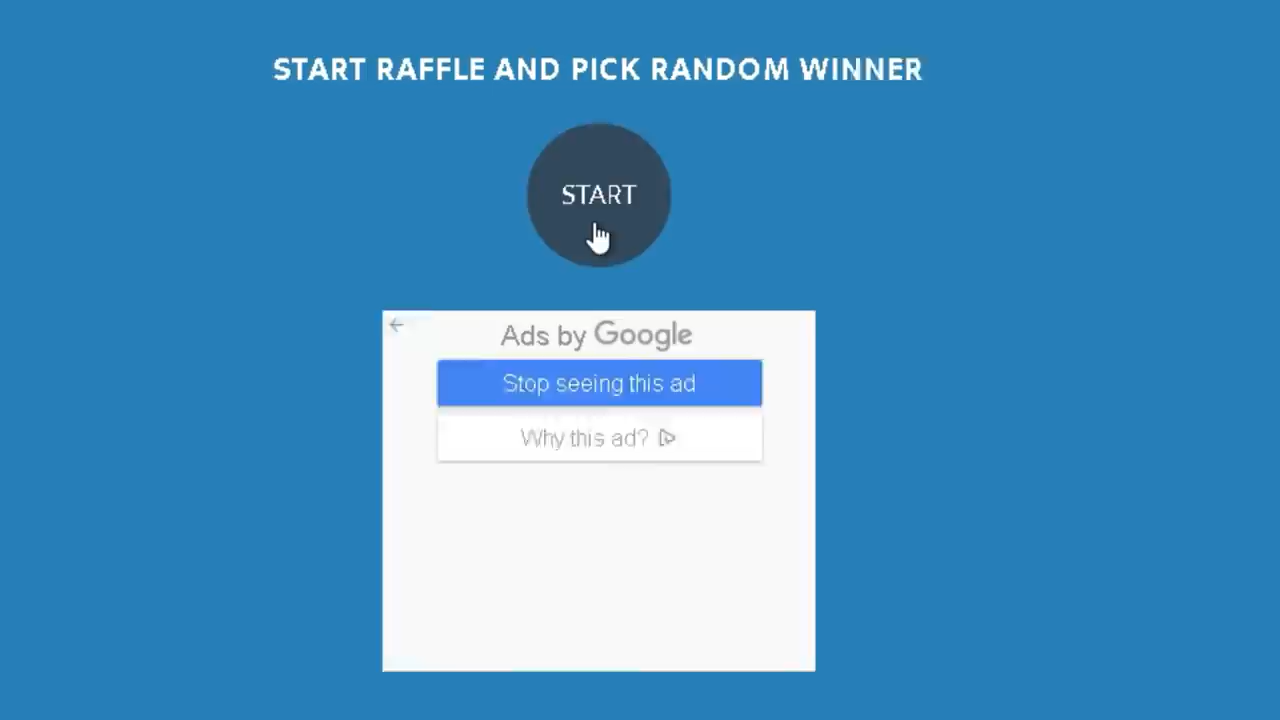 START RAFFLE AND PICK RANDOM WINNER
START
Ads by Google
Stop seeing this ad
Why this ad?